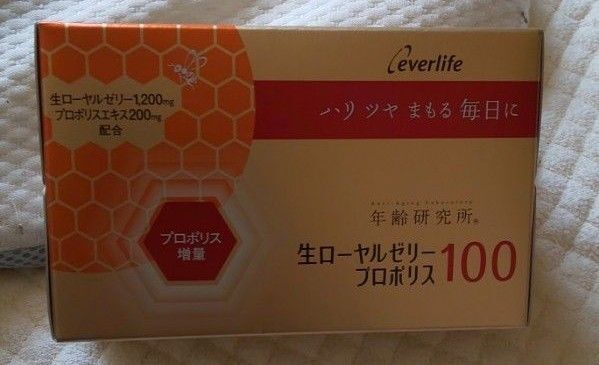 everlife
生ローヤルゼリー1,200mg
プロポリスエキス200mg
配合
ハリ ツヤ まもる 毎日に
Anti-Aging Laboratory
年齢研究所®
プロポリス
増量
生ローヤルゼリー
プロポリス100